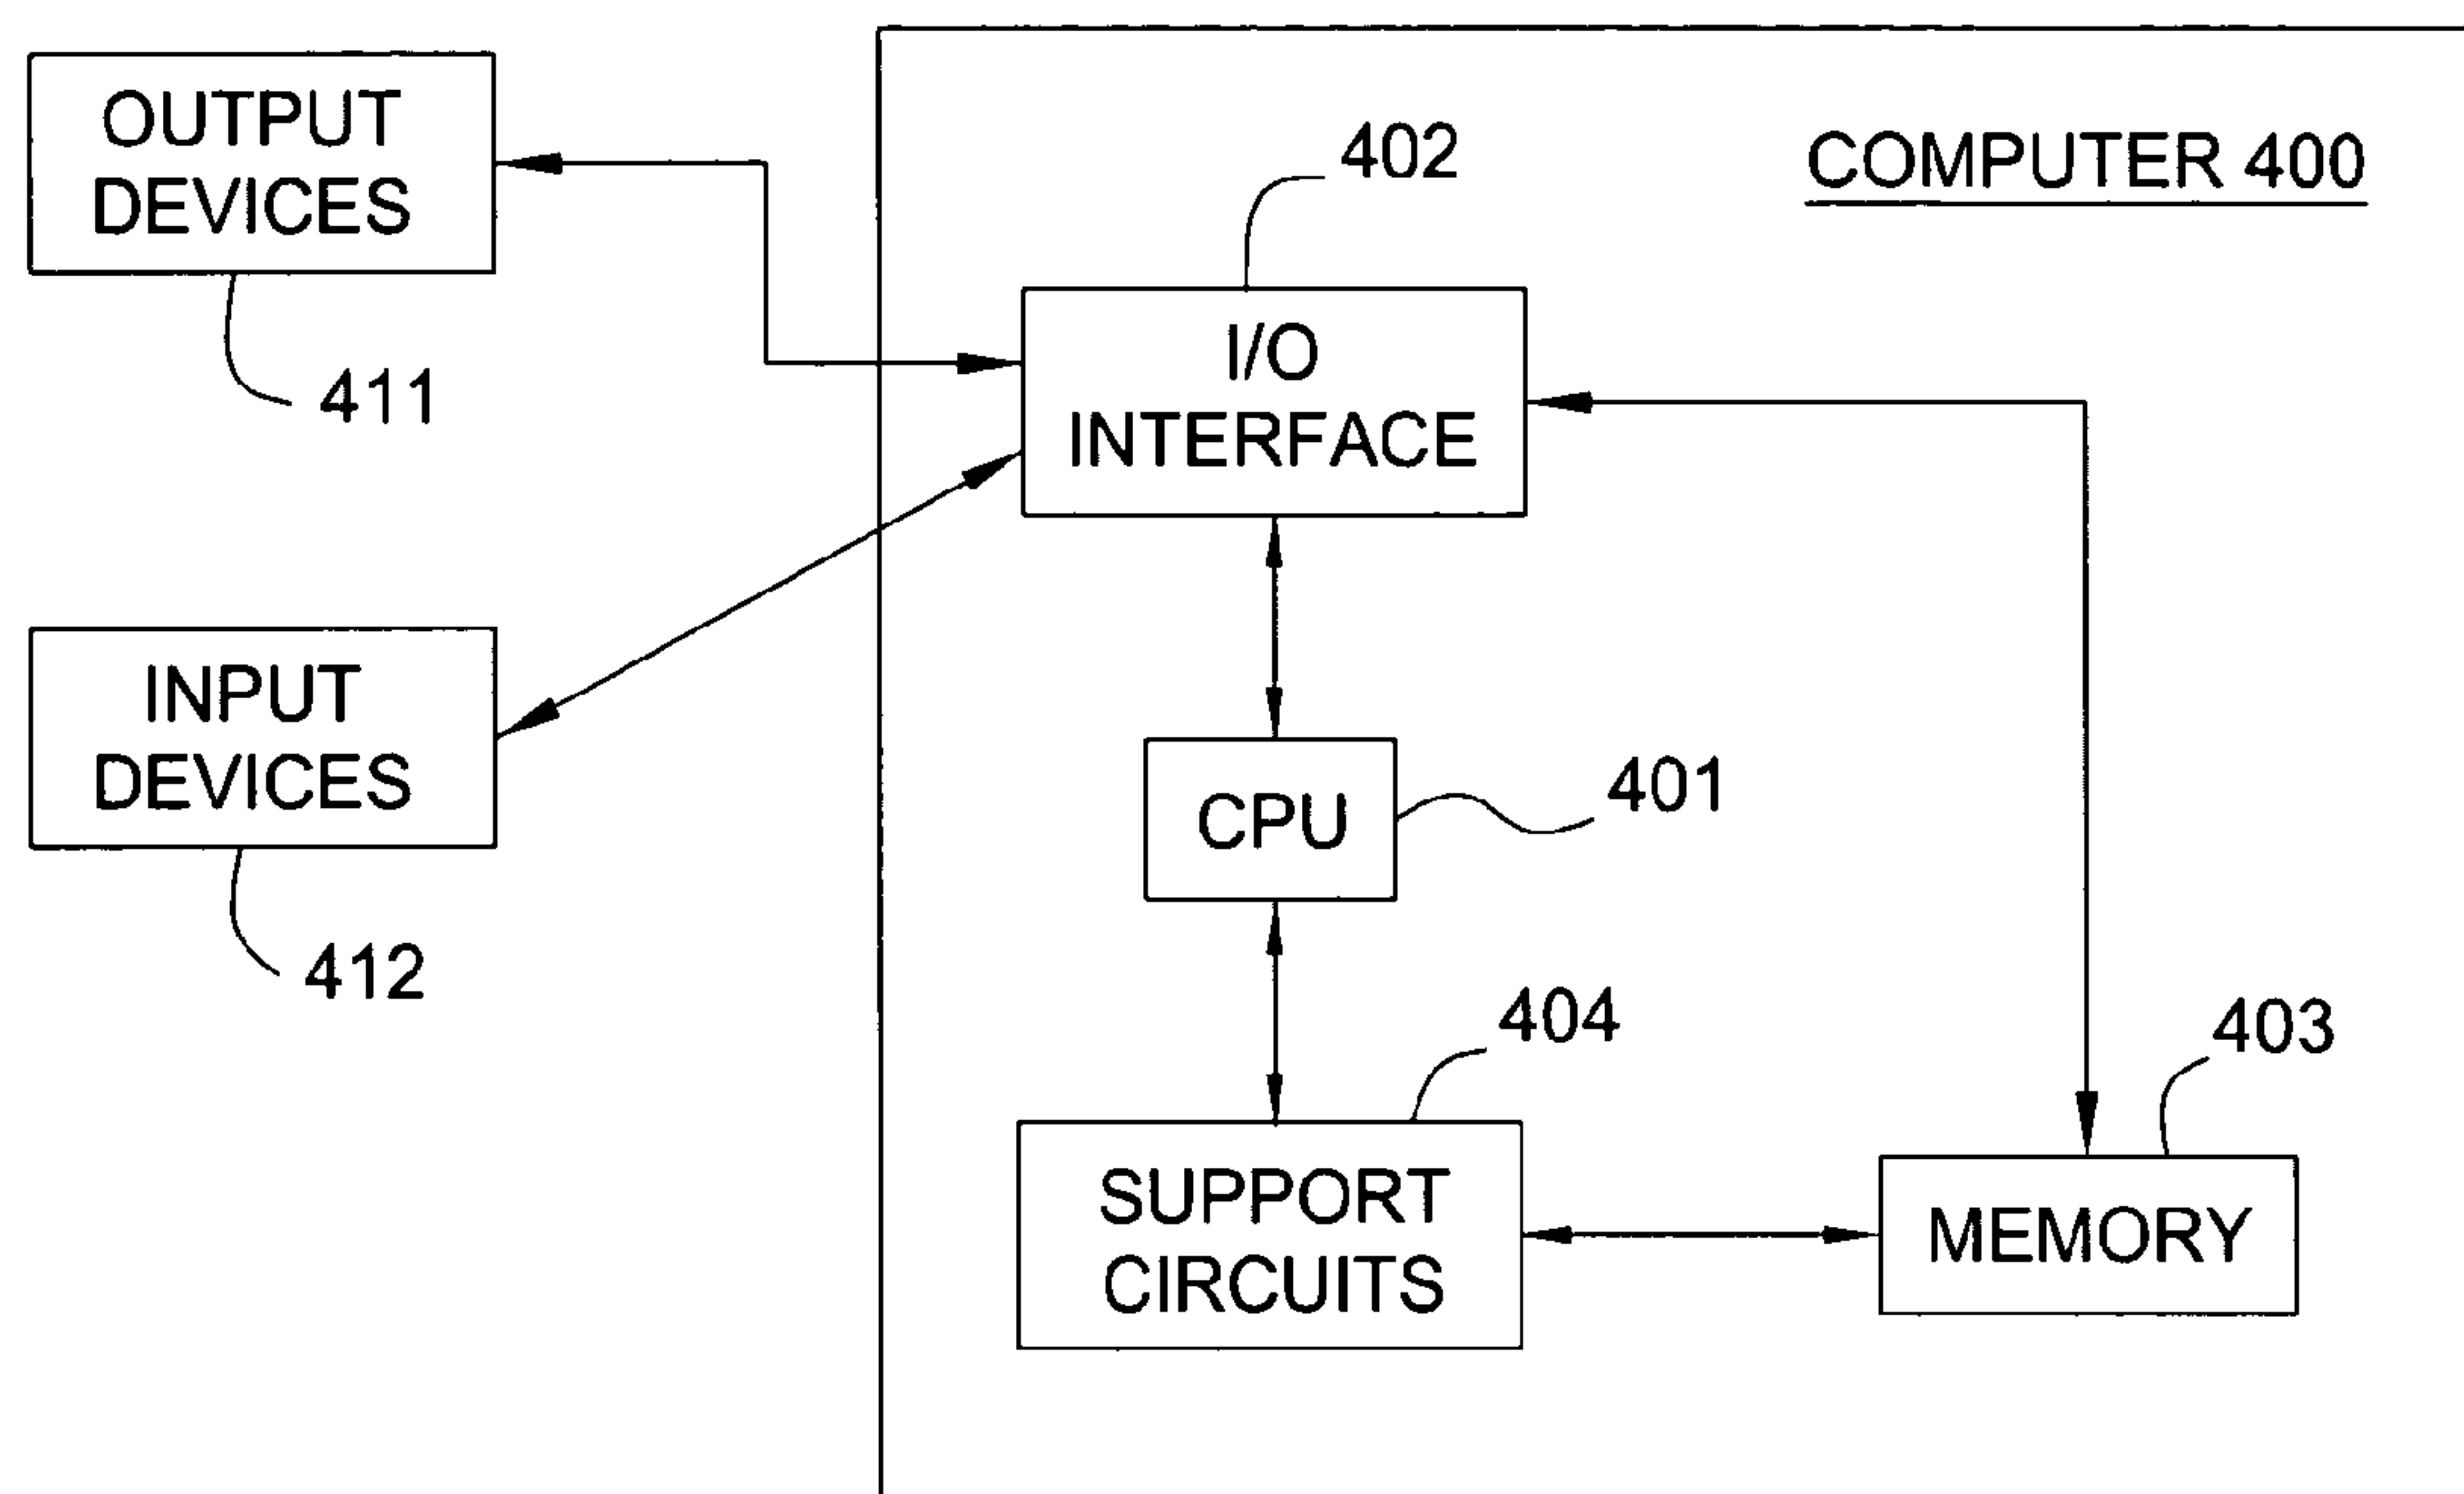 OUTPUT
DEVICES
411
INPUT
DEVICES
412
COMPUTER 400
402
I/O
INTERFACE
CPU
401
404
SUPPORT
CIRCUITS
403
MEMORY